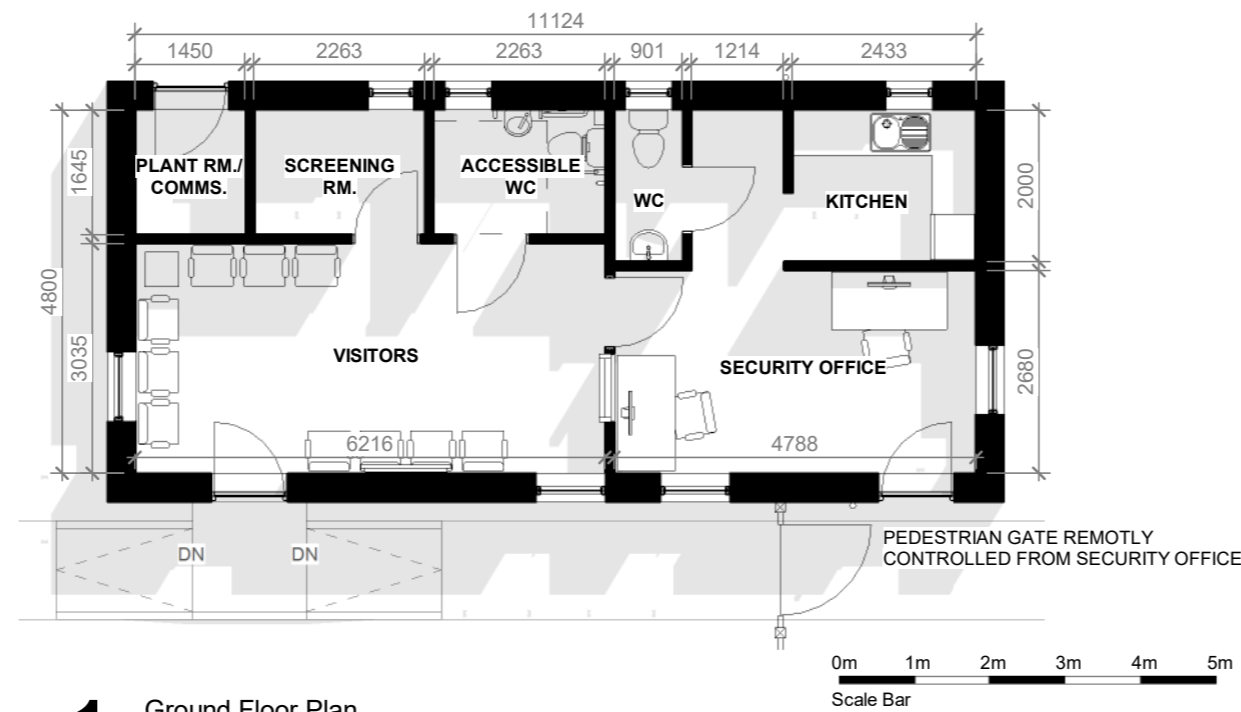 11124
1450
2263
2263
901
1214
2433
4800
1645
3035
2000
2680
PLANT RM./
COMMS.
SCREENING
RM.
ACCESSIBLE
WC
WC
KITCHEN
VISITORS
SECURITY OFFICE
6216
4788
DN
DN
PEDESTRIAN GATE REMOTLY
CONTROLLED FROM SECURITY OFFICE
0m 1m 2m 3m 4m 5m
Scale Bar
Ground Floor Plan